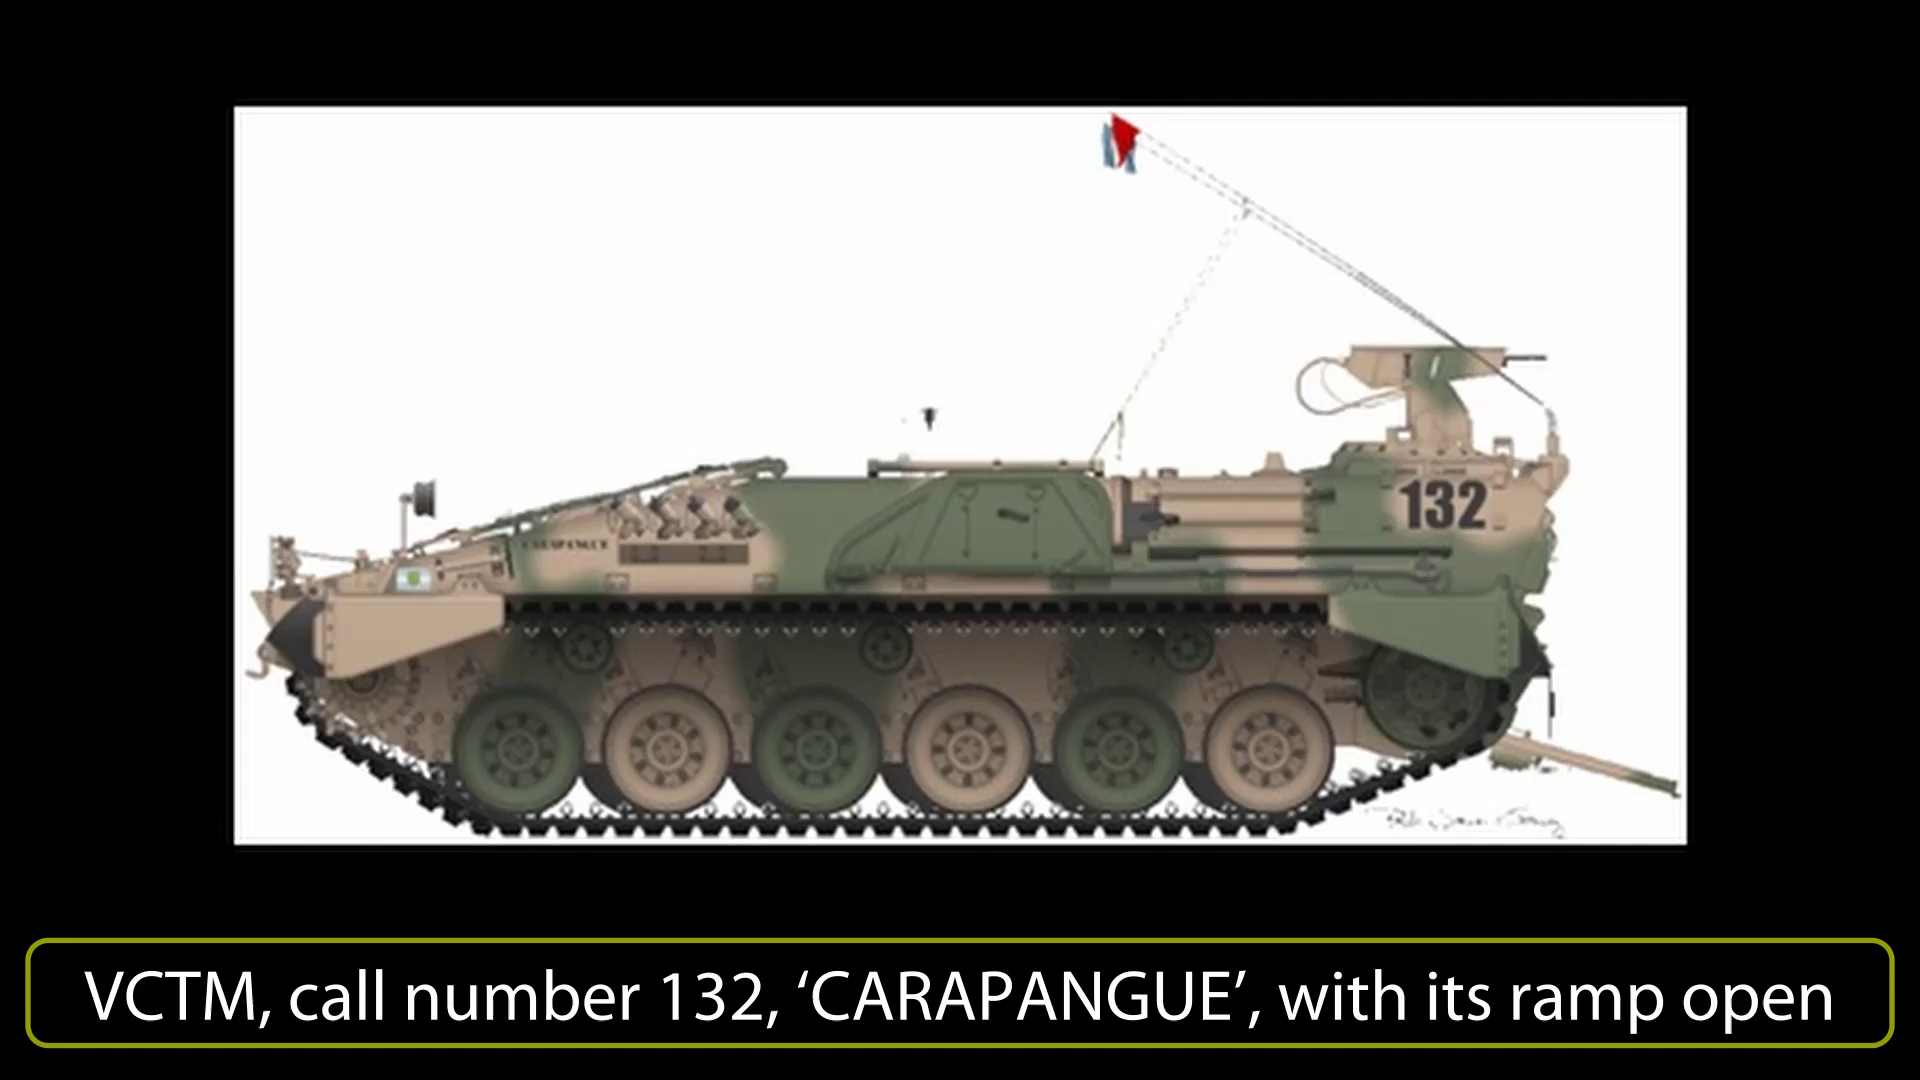 132
VCTM, call number 132, ‘CARAPANGUE’, with its ramp open